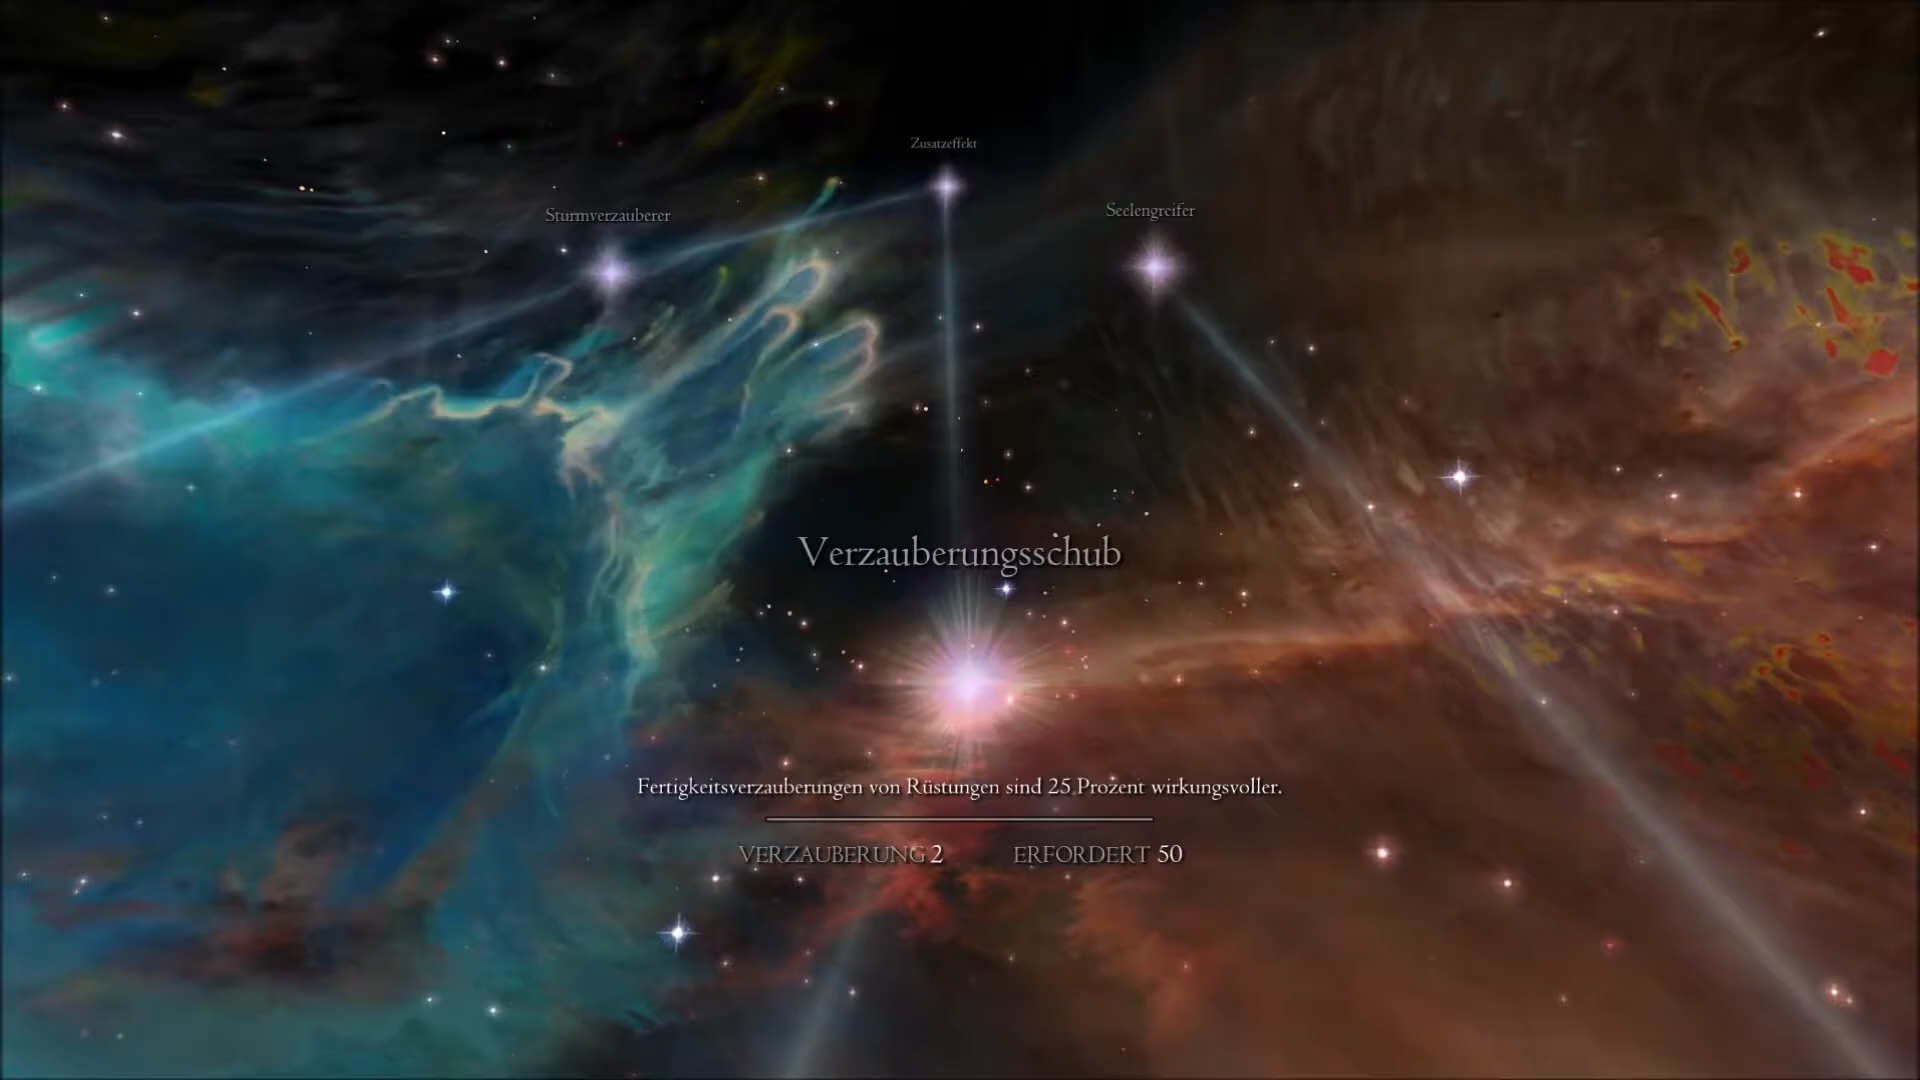 Zusatzeffekt
Sturmverzauberer
Seelengreifer
Verzauberungsschub
Fertigkeitsverzauberungen von Rüstungen sind 25 Prozent wirkungsvoller.
VERZAUBERUNG 2
ERFORDERT 50